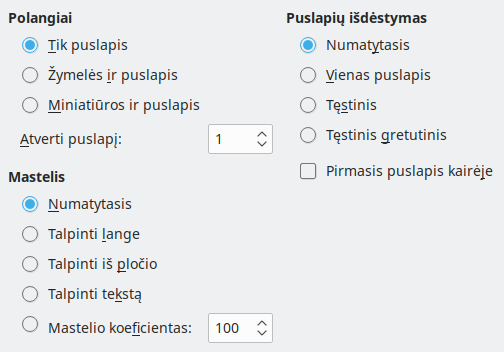 Polangiai
Tik puslapis
Žymelės ir puslapis
Miniatiūros ir puslapis
Atverti puslapį: 1
Mastelis
Numatytasis
Talpinti lange
Talpinti iš pločio
Talpinti tekstą
Mastelio koeficientas: 100
Puslapių išdėstymas
Numatytasis
Vienas puslapis
Tęstinis
Tęstinis gretutinis
Pirmasis puslapis kairėje